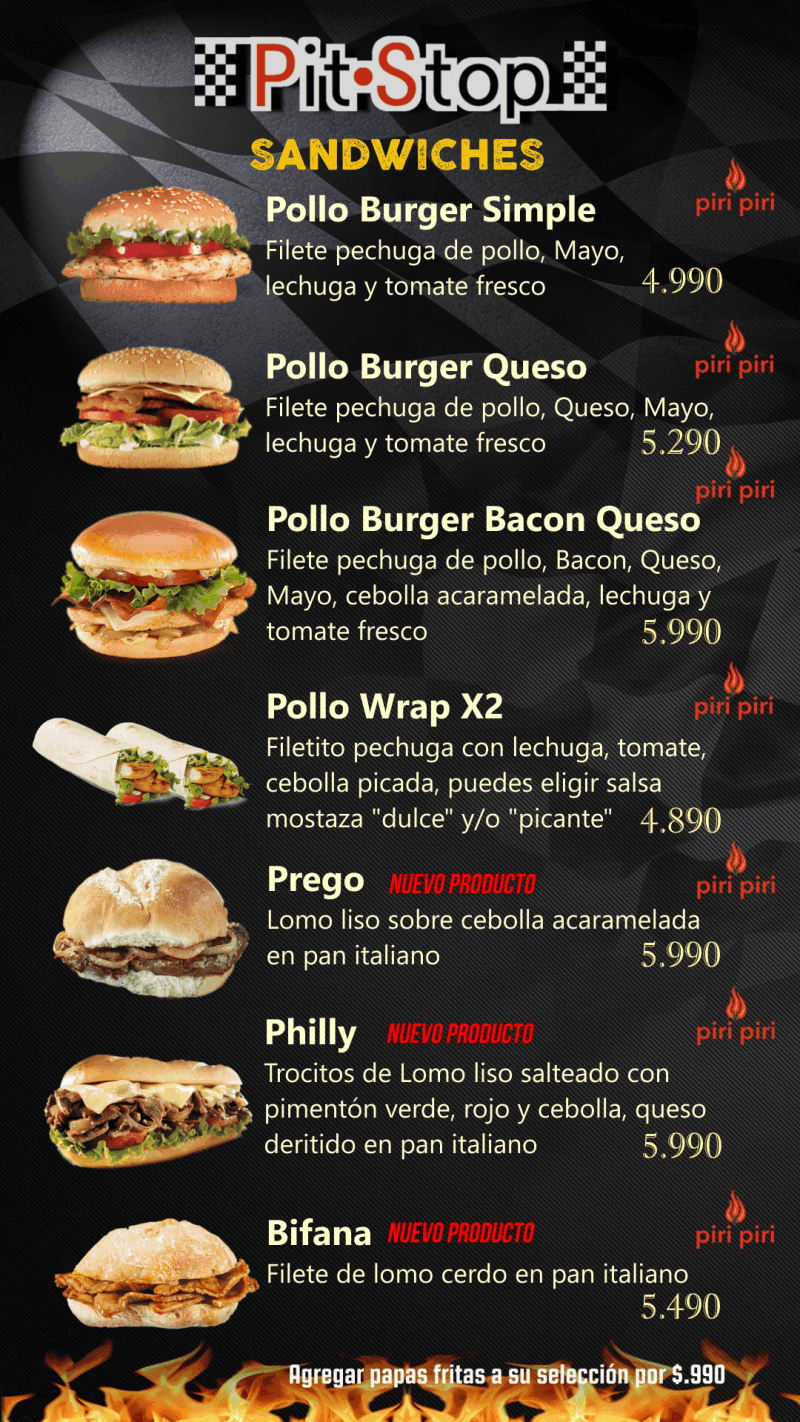 Pit•Stop
SANDWICHES
piri piri
Pollo Burger Simple
Filete pechuga de pollo, Mayo,
lechuga y tomate fresco
4.990
piri piri
Pollo Burger Queso
Filete pechuga de pollo, Queso, Mayo,
lechuga y tomate fresco
5.290
piri piri
Pollo Burger Bacon Queso
Filete pechuga de pollo, Bacon, Queso,
Mayo, cebolla acaramelada, lechuga y
tomate fresco
5.990
piri piri
Pollo Wrap X2
Filetito pechuga con lechuga, tomate,
cebolla picada, puedes eligir salsa
mostaza "dulce" y/o "picante"
4.890
piri piri
Prego NUEVO PRODUCTO
Lomo liso sobre cebolla acaramelada
en pan italiano
5.990
piri piri
Philly NUEVO PRODUCTO
Trocitos de Lomo liso salteado con
pimentón verde, rojo y cebolla, queso
deritido en pan italiano
5.990
piri piri
Bifana NUEVO PRODUCTO
Filete de lomo cerdo en pan italiano
5.490
Agregar papas fritas a su selección por $.990